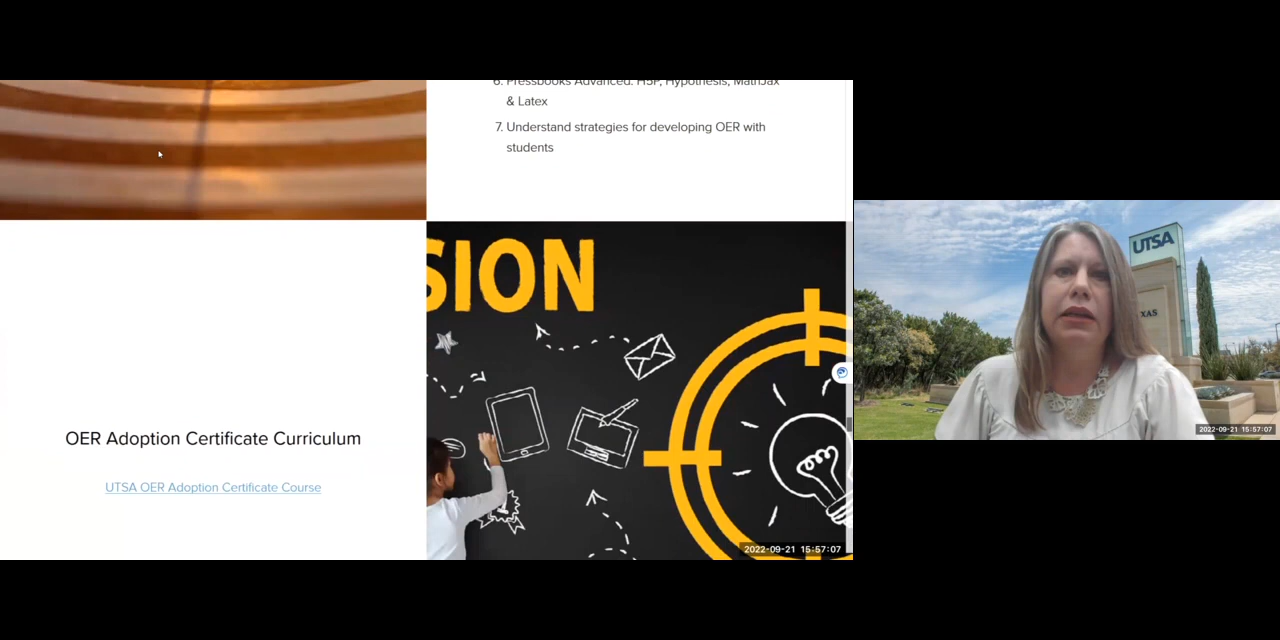 6. Pressbooks Advanced: H5P, Hypothesis, MathJax
& Latex
7. Understand strategies for developing OER with
students
SION
OER Adoption Certificate Curriculum
UTSA OER Adoption Certificate Course
2022-09-21 15:57:07
UTSA
XAS
2022-09-21 15:57:07